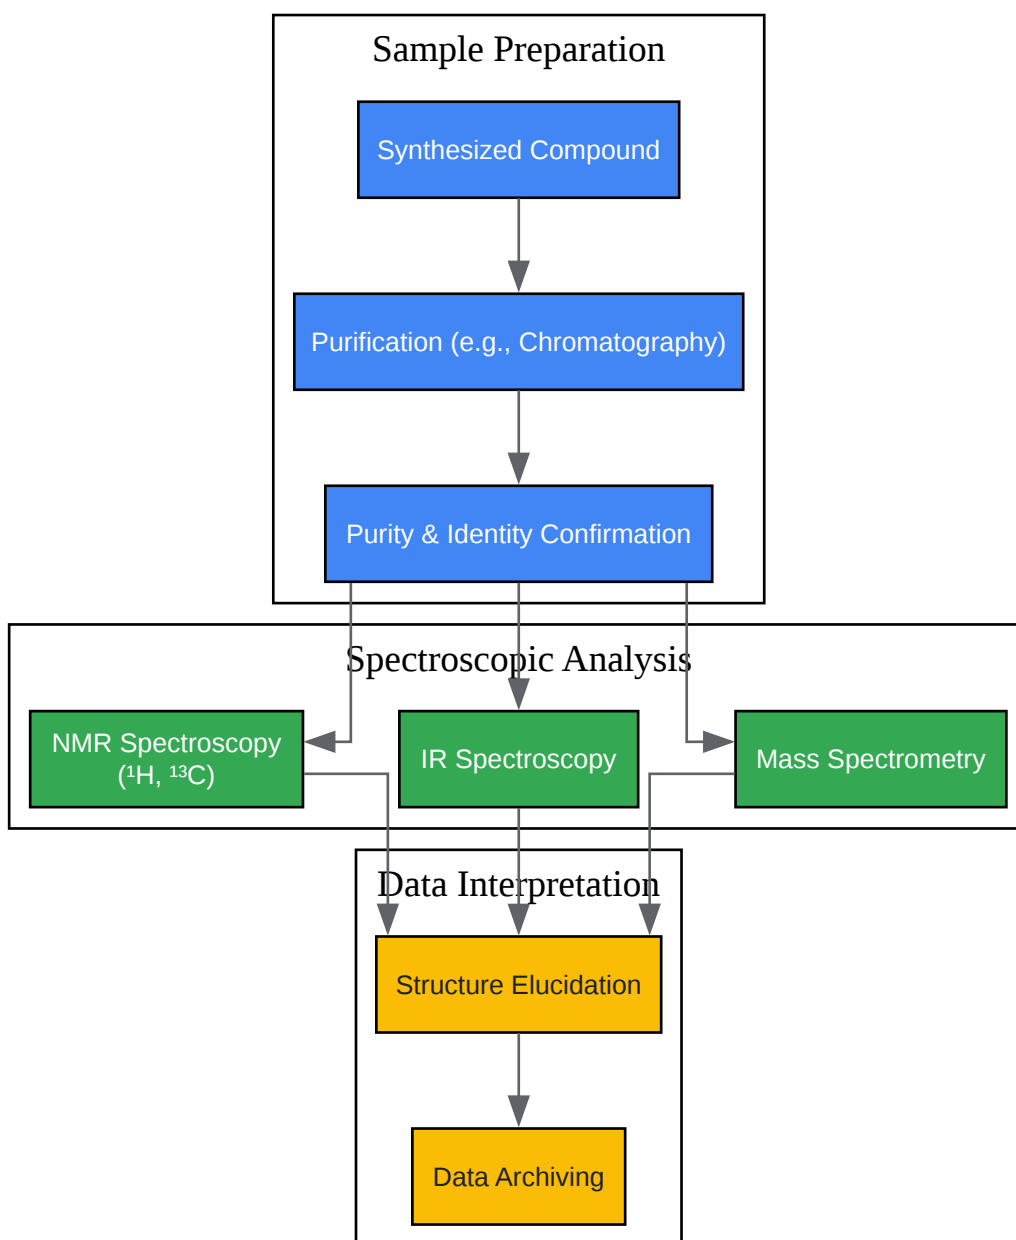 Sample Preparation
Synthesized Compound
Purification (e.g., Chromatography)
Purity & Identity Confirmation
Spectroscopic Analysis
NMR Spectroscopy
(¹H, ¹³C)
IR Spectroscopy
Mass Spectrometry
Data Interpretation
Structure Elucidation
Data Archiving